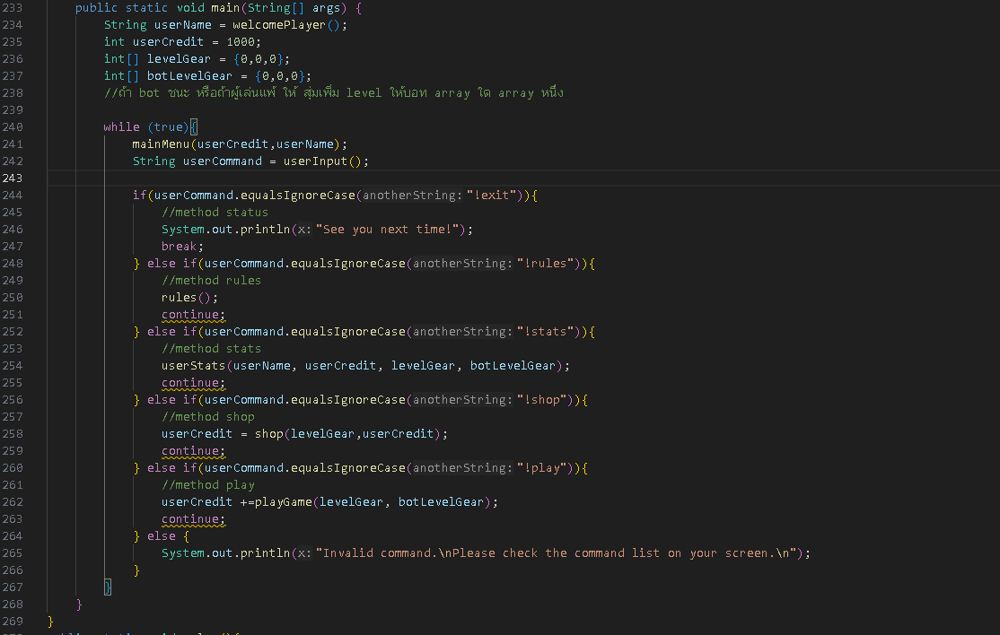 233 public static void main(String[] args) {
234 String userName = welcomePlayer();
235 int userCredit = 1000;
236 int[] levelGear = {0,0,0};
237 int[] botLevelGear = {0,0,0};
238 //ถ้า bot ชนะ หรือถ้าผู้เล่นแพ้ ให้ สุ่มเพิ่ม level ให้บอท array ใด array หนึ่ง
239
240 while (true){
241 mainMenu(userCredit,userName);
242 String userCommand = userInput();
243
244 if(userCommand.equalsIgnoreCase(anotherString:"!exit")){
245 //method status
246 System.out.println(x:"See you next time!");
247 break;
248 } else if(userCommand.equalsIgnoreCase(anotherString:"!rules")){
249 //method rules
250 rules();
251 continue;
252 } else if(userCommand.equalsIgnoreCase(anotherString:"!stats")){
253 //method stats
254 userStats(userName, userCredit, levelGear, botLevelGear);
255 continue;
256 } else if(userCommand.equalsIgnoreCase(anotherString:"!shop")){
257 //method shop
258 userCredit = shop(levelGear,userCredit);
259 continue;
260 } else if(userCommand.equalsIgnoreCase(anotherString:"!play")){
261 //method play
262 userCredit +=playGame(levelGear, botLevelGear);
263 continue;
264 } else {
265 System.out.println(x:"Invalid command.\nPlease check the command list on your screen.\n");
266 }
267 }
268 }
269 }